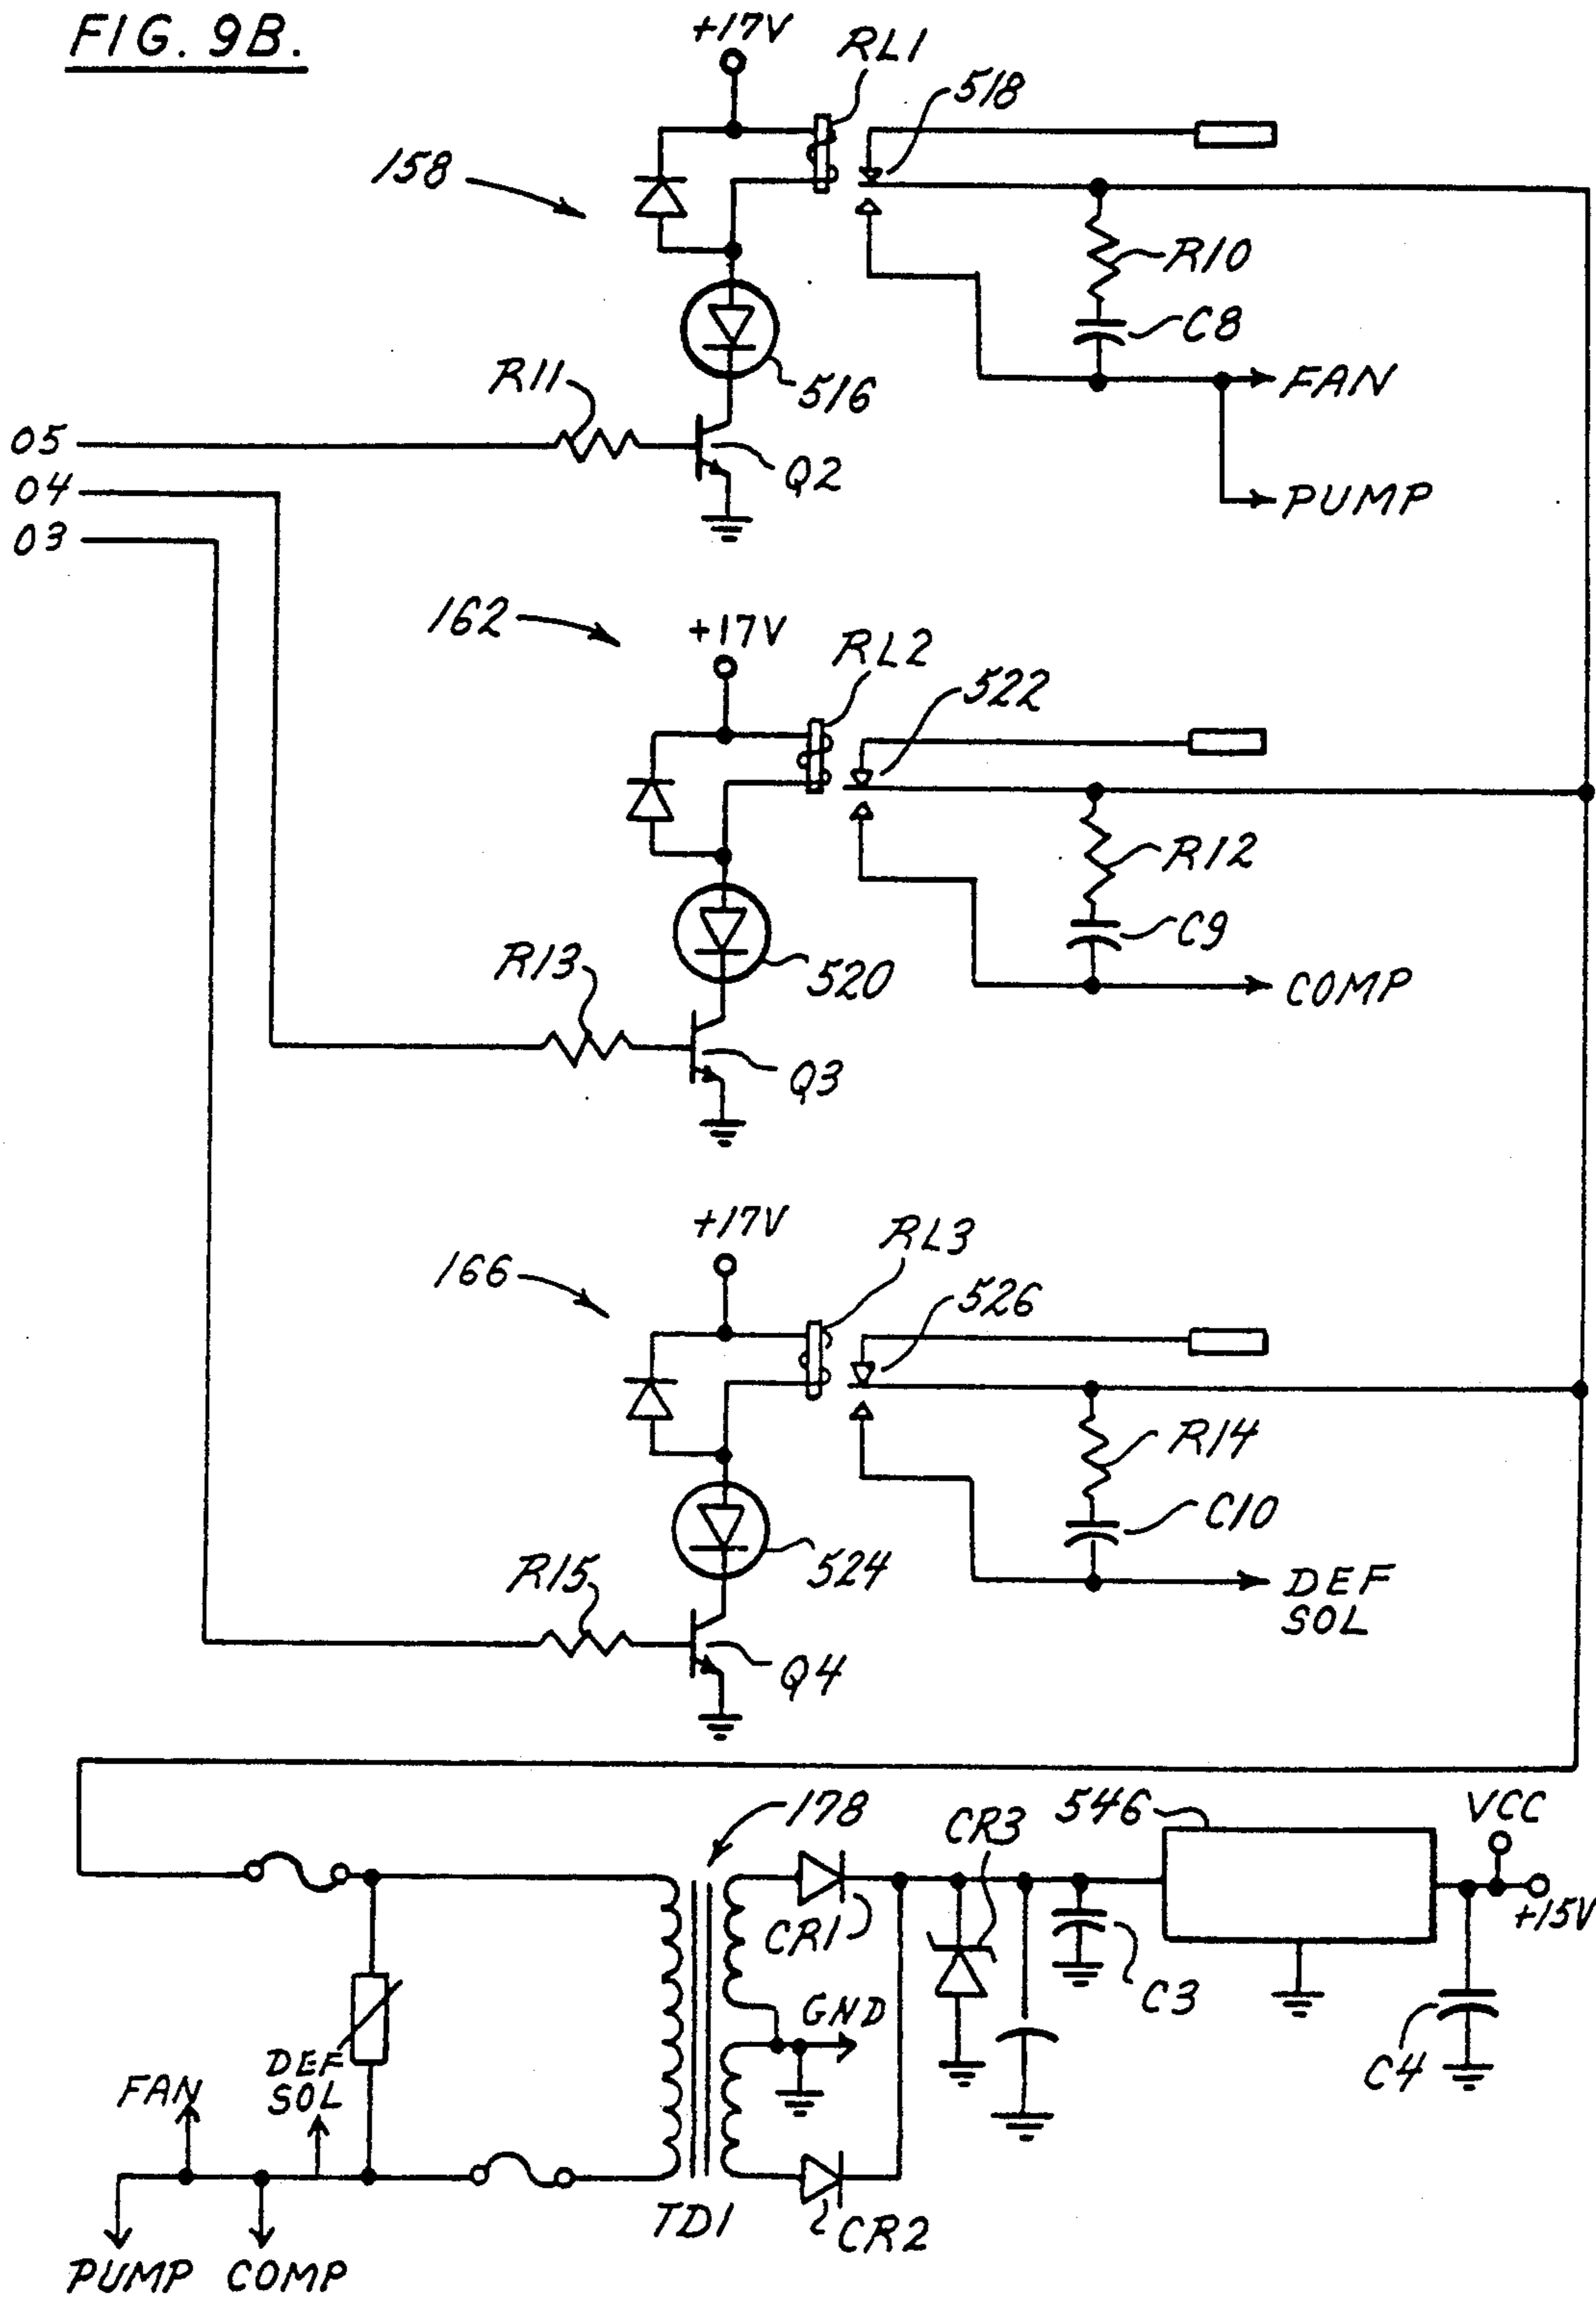 FIG. 9B.
+17V
RL1
518
158
R10
C8
R11
516
FAN
05
Q2
04
PUMP
03
162
+17V
RL2
522
R12
C9
R13
520
COMP
Q3
+17V
RL3
166
526
R14
C10
R15
524
DEF
SOL
Q4
178
CR3
546
VCC
CR1
+15V
C3
GND
DEF
SOL
FAN
C4
TD1
CR2
PUMP
COMP